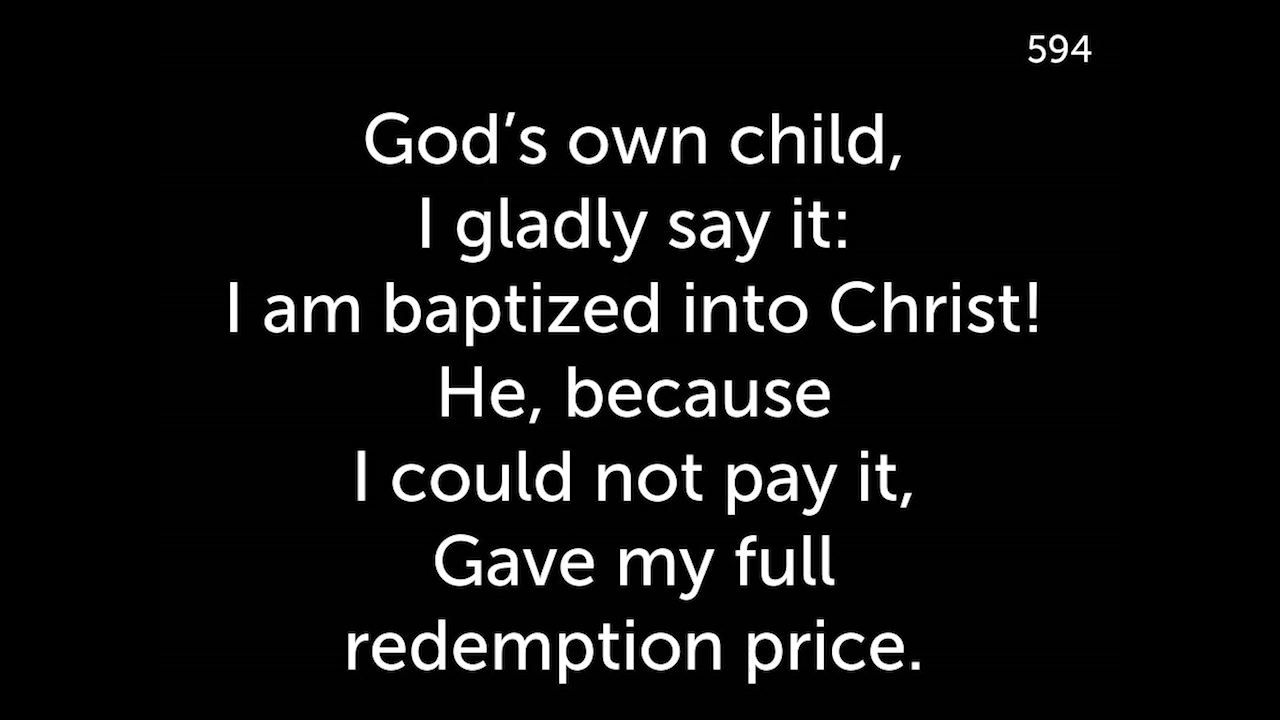 594
God’s own child,
I gladly say it:
I am baptized into Christ!
He, because
I could not pay it,
Gave my full
redemption price.